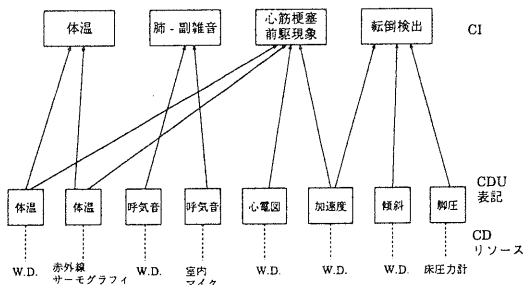 体温
肺 - 副雑音
心筋梗塞
前駆現象
転倒検出
CI
体温
体温
呼気音
呼気音
心電図
加速度
傾斜
脚圧
CDU
表記
CD
リソース
W.D.
赤外線
サーモグラフィ
W.D.
室内
マイク
W.D.
W.D.
W.D.
床圧力計